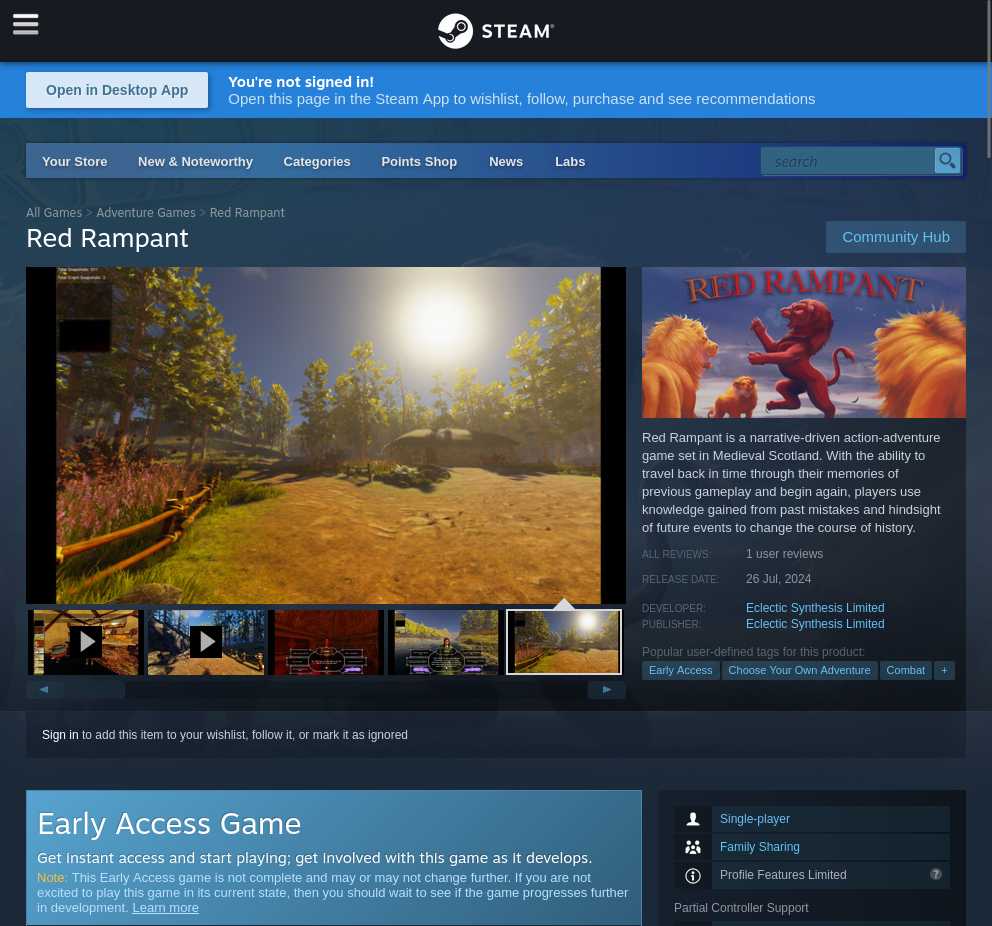 STEAM
Open in Desktop App
You're not signed in!
Open this page in the Steam App to wishlist, follow, purchase and see recommendations
Your Store New & Noteworthy Categories Points Shop News Labs search
All Games > Adventure Games > Red Rampant
Red Rampant
Community Hub
RED RAMPANT
Red Rampant is a narrative-driven action-adventure
game set in Medieval Scotland. With the ability to
travel back in time through their memories of
previous gameplay and begin again, players use
knowledge gained from past mistakes and hindsight
of future events to change the course of history.
ALL REVIEWS: 1 user reviews
RELEASE DATE: 26 Jul, 2024
DEVELOPER: Eclectic Synthesis Limited
PUBLISHER: Eclectic Synthesis Limited
Popular user-defined tags for this product:
Early Access Choose Your Own Adventure Combat +
Sign in to add this item to your wishlist, follow it, or mark it as ignored
Early Access Game
Get instant access and start playing; get involved with this game as it develops.
Note: This Early Access game is not complete and may or may not change further. If you are not
excited to play this game in its current state, then you should wait to see if the game progresses further
in development. Learn more
Single-player
Family Sharing
Profile Features Limited ?
Partial Controller Support